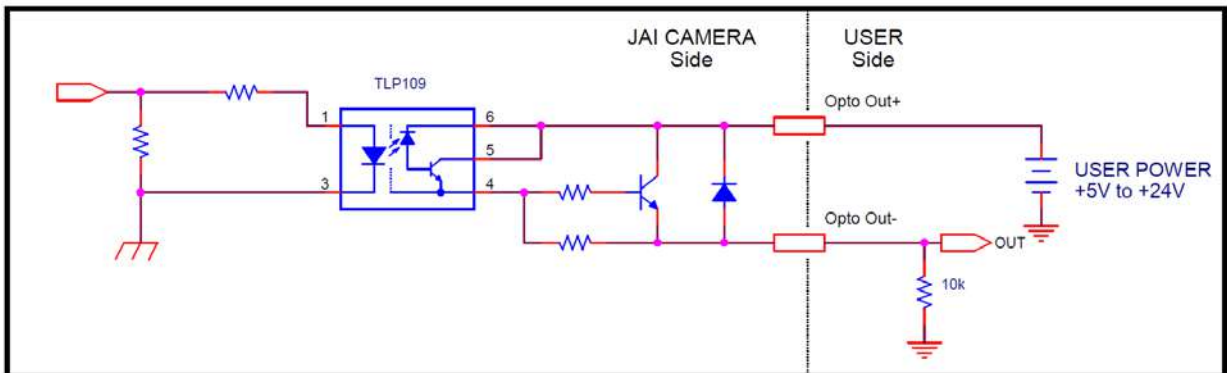 JAI CAMERA
Side
USER
Side
TLP109
Opto Out+
1
6
5
3
4
USER POWER
+5V to +24V
Opto Out-
OUT
10k